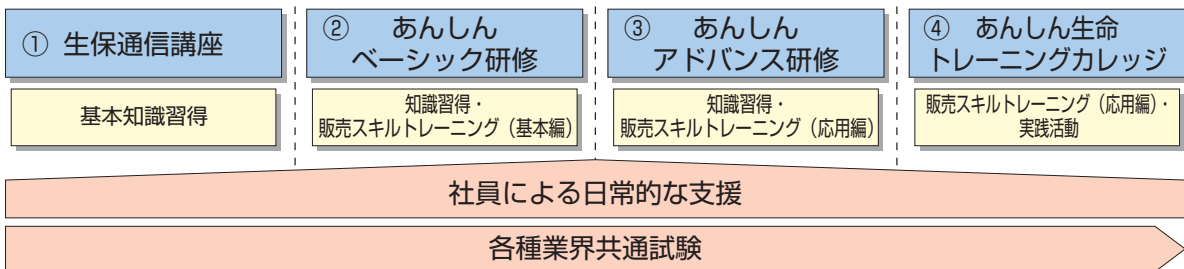 ① 生保通信講座
② あんしん
ベーシック研修
③ あんしん
アドバンス研修
④ あんしん生命
トレーニングカレッジ
基本知識習得
知識習得・
販売スキルトレーニング（基本編）
知識習得・
販売スキルトレーニング（応用編）
販売スキルトレーニング（応用編）・
実践活動
社員による日常的な支援
各種業界共通試験